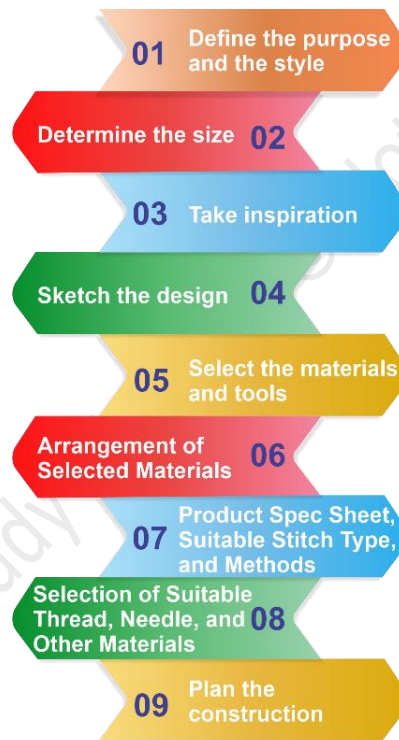 01 Define the purpose
and the style
Determine the size 02
03 Take inspiration
Sketch the design 04
05 Select the materials
and tools
Arrangement of
Selected Materials 06
07 Product Spec Sheet,
Suitable Stitch Type,
and Methods
Selection of Suitable
Thread, Needle, and 08
Other Materials
09 Plan the
construction